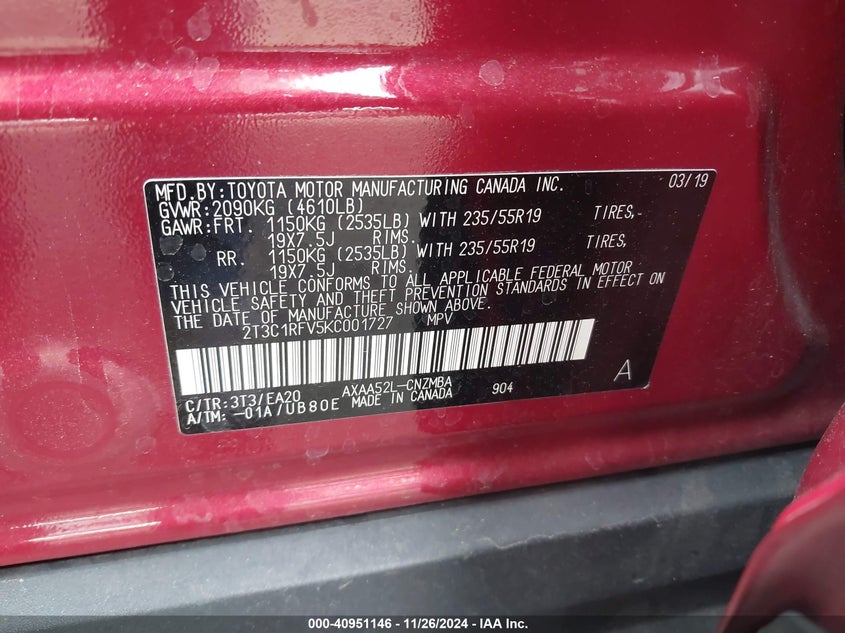 MFD.BY:TOYOTA MOTOR MANUFACTURING CANADA INC. 03/19
GVWR:2090KG (4610LB)
GAWR:FRT. 1150KG (2535LB) WITH 235/55R19 TIRES,
19X7.5J RIMS.
RR. 1150KG (2535LB) WITH 235/55R19 TIRES,
19X7.5J RIMS.
THIS VEHICLE CONFORMS TO ALL APPLICABLE FEDERAL MOTOR
VEHICLE SAFETY AND THEFT PREVENTION STANDARDS IN EFFECT ON
THE DATE OF MANUFACTURE SHOWN ABOVE.
2T3C1RFV5KC001727 MPV
A
C/TR:3T3/EA20 AXAA52L-CNZMBA 904
A/TM: -01A/UB80E MADE IN CANADA
000-40951146 - 11/26/2024 - IAA Inc.